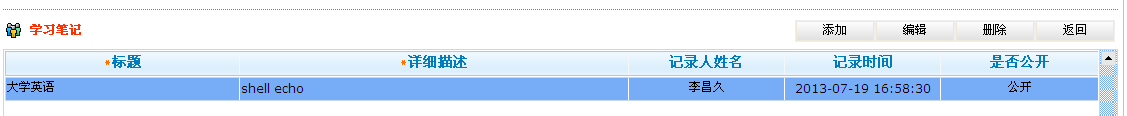 学习笔记 添加 编辑 删除 返回
*标题 *详细描述 记录人姓名 记录时间 是否公开
大学英语 shell echo 李昌久 2013-07-19 16:58:30 公开